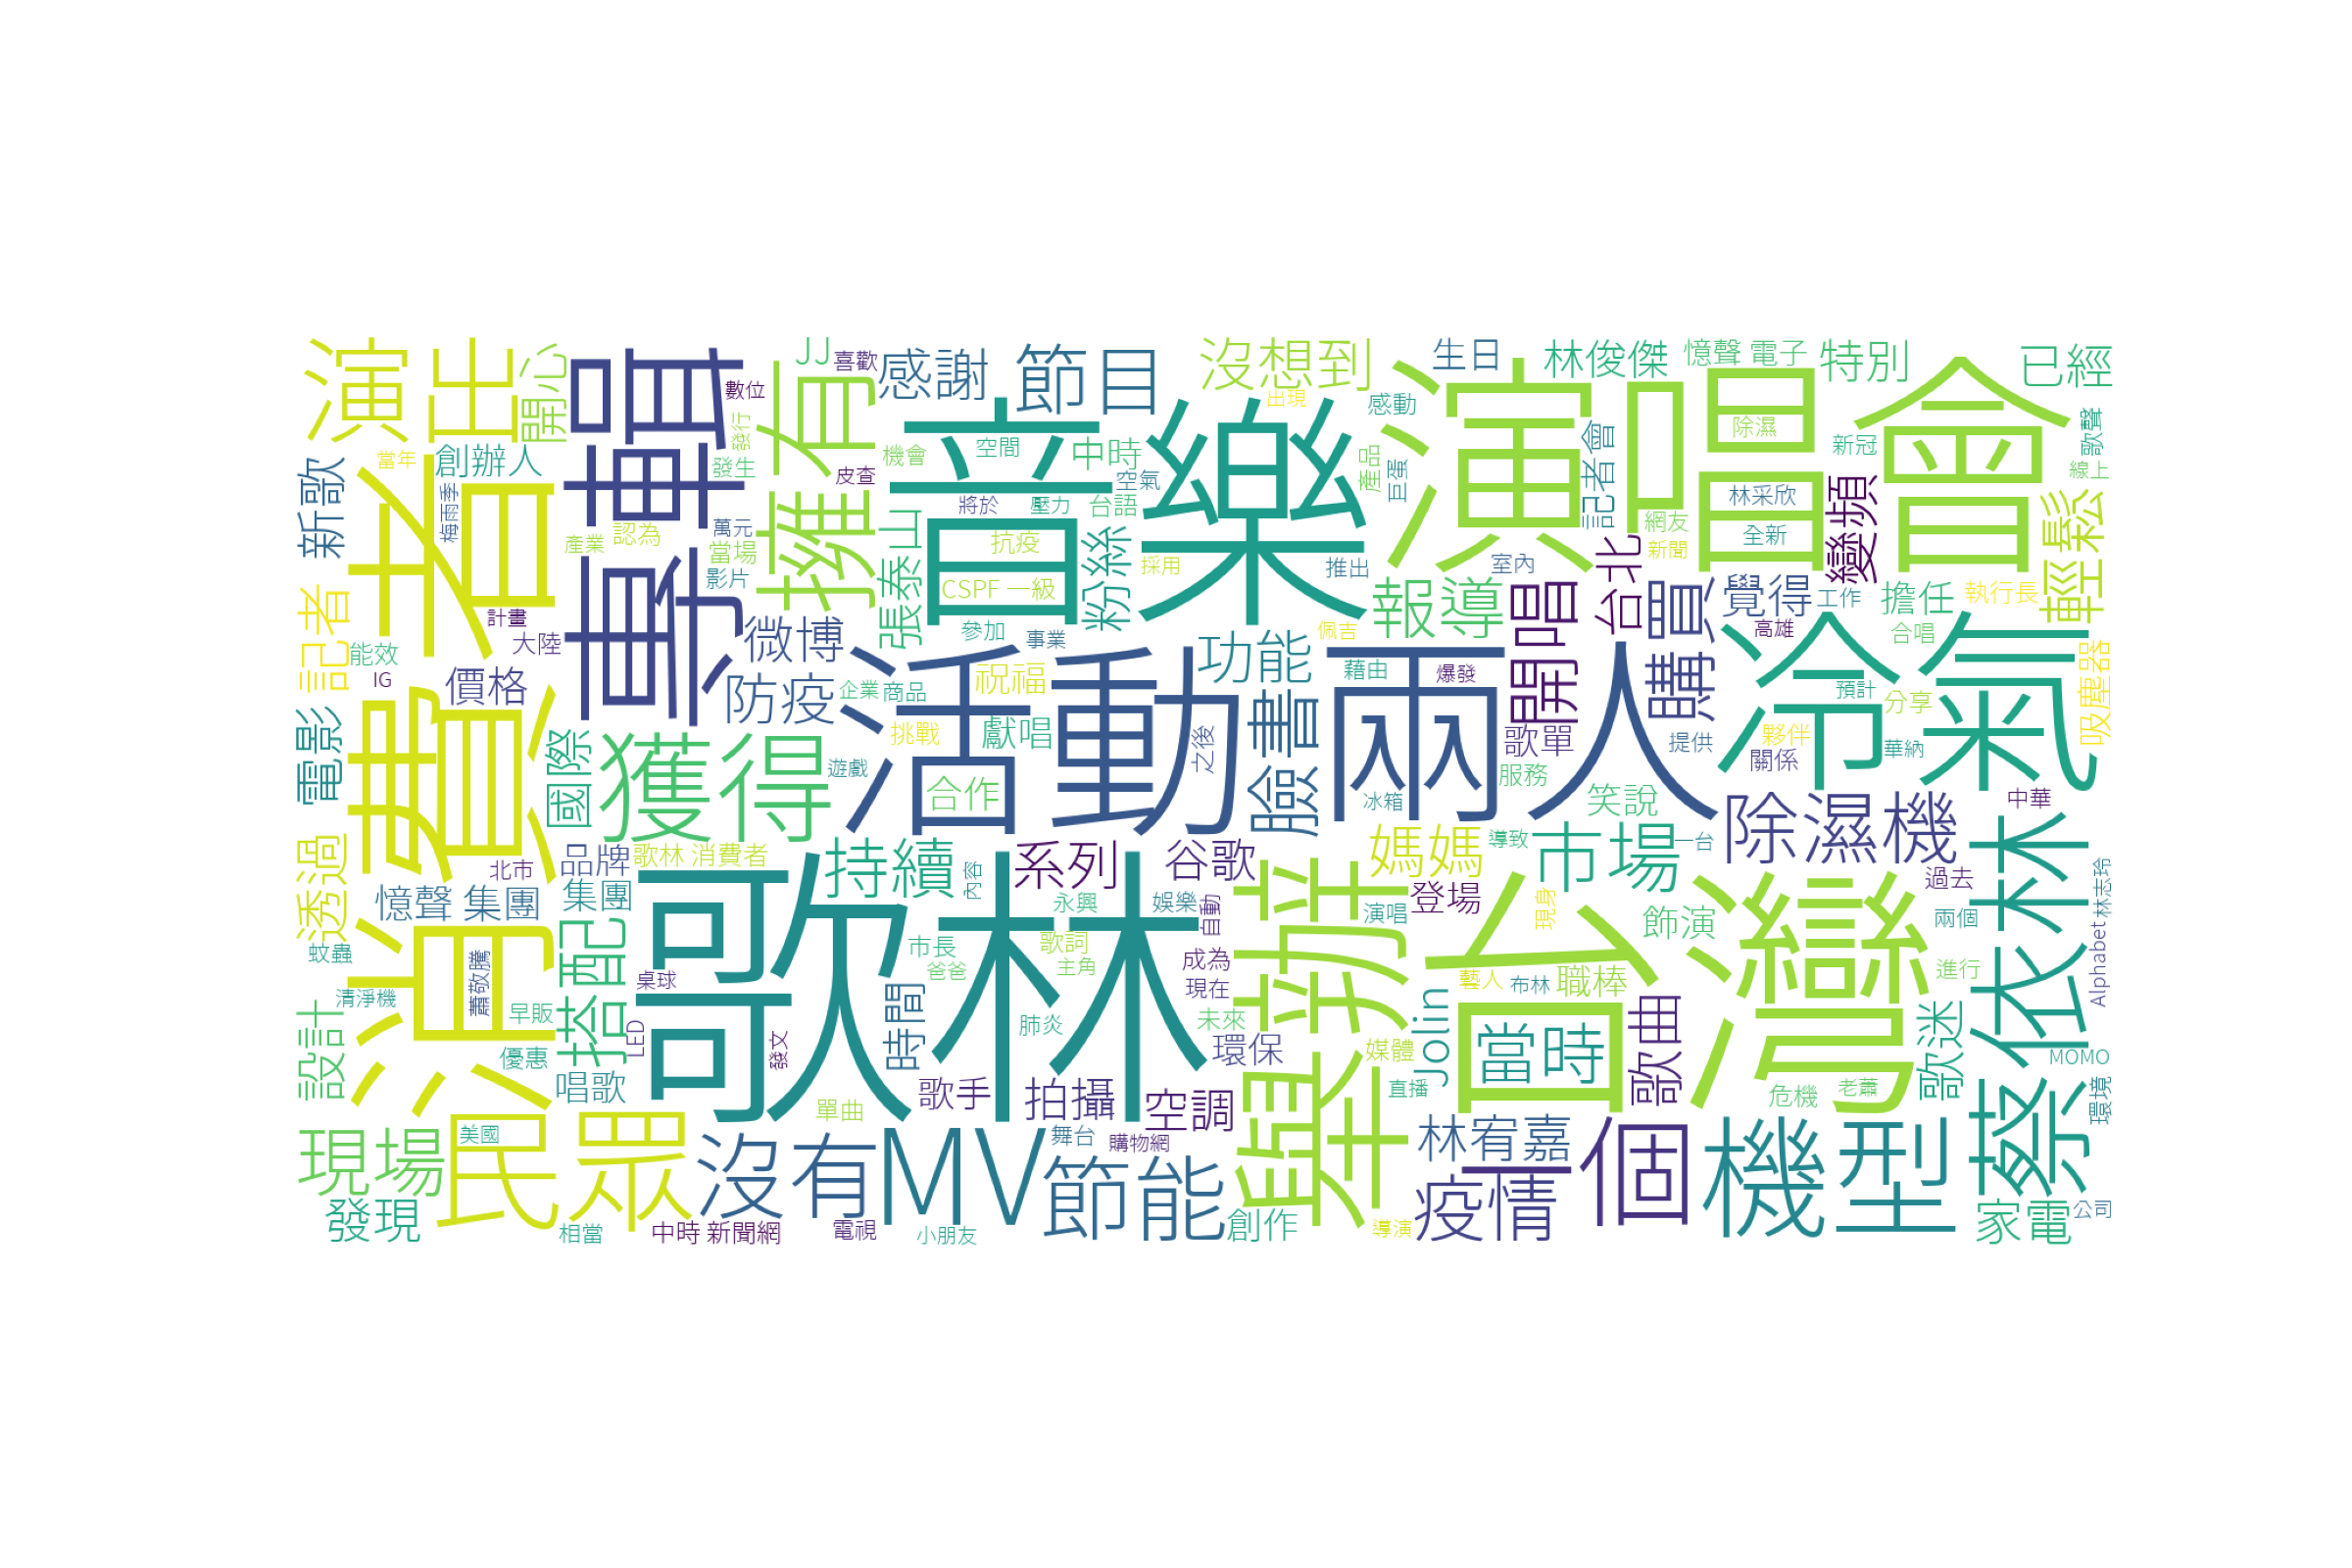 演出
開心
JJ
喜歡
感謝
節目
沒想到
出現
生日
感動
林俊傑
憶聲 電子
特別
已經
專輯
數位
發行
擁有
音樂
演唱會
除濕
新冠
歌聲
線上
當年
創辦人
發生
機會
空間
中時
空氣
產品
巨蛋
記者會
林采欣
變頻
輕鬆
新歌
梅雨季
皮查
將於
壓力
台語
萬元
認為
產業
當場
影片
張泰山
抗疫
粉絲
採用
推出
室內
網友
新聞
全新
CSPF 一級
消費者
計畫
大陸
記者
能效
IG
價格
微博
參加
事業
佩吉
報導
開唱
台北
購買
覺得
工作
高雄
擔任
合唱
執行長
冷氣
防疫
企業
商品
祝福
功能
藉由
爆發
預計
分享
吸塵器
電影
國際
獲得
遊戲
挑戰
獻唱
活動
之後
臉書
兩人
歌單
服務
提供
關係
夥伴
華納
合作
冰箱
中華
透過
北市
品牌
歌林 消費者
持續
系列
谷歌
媽媽
導致
笑說
市場
一台
除濕機
過去
蔡依林
林志玲
憶聲 集團
集團
內容
永興
娛樂
自動
登場
演唱
現身
飾演
兩個
蚊蟲
蕭敬騰
搭配
歌林
市長
爸爸
歌詞
主角
成為
現在
舉辦
藝人
布林
職棒
台灣
進行
Alphabet
清淨機
早販
桌球
設計
優惠
LED
發文
時間
肺炎
未來
環保
媒體
Jolin
當時
歌曲
歌迷
MOMO
唱歌
單曲
歌手
拍攝
空調
直播
危機
老蕭
環境
現場
美國
民眾
沒有
MV
舞台
購物網
節能
林宥嘉
疫情
個
機型
發現
相當
中時 新聞網
電視
小朋友
創作
導演
家電
公司